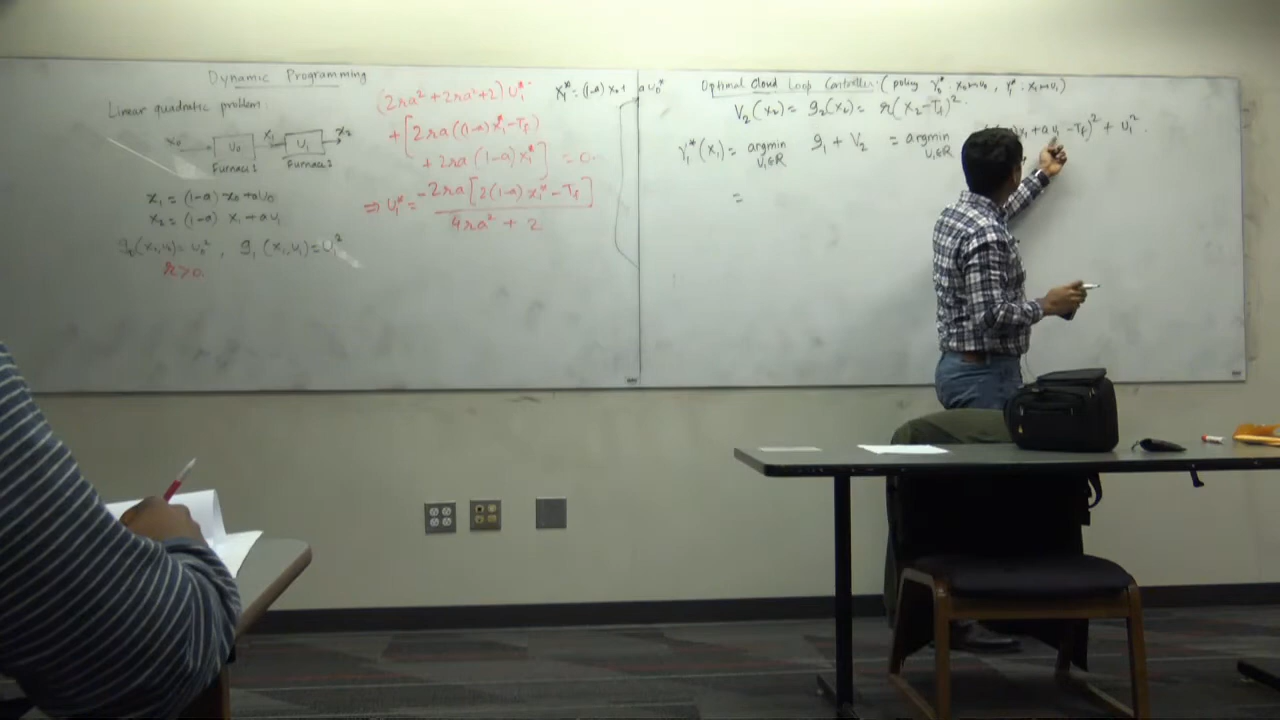 Dynamic Programming
Linear quadratic problem.
x₀ U₀ x₁ U₁ x₂
Furnace 1 Furnace 2
x₁ = (1-a) x₀ + a U₀
x₂ = (1-a) x₁ + a U₁
g₀(x₀,u₀) = u₀² , g₁(x₁,u₁) = U₁²
r > 0.
(2ra² + 2ra² + 2) U₁*
+ [2ra((1-a) x₁* - T_f)
+ 2ra (1-a) x₁*] = 0.
⇒ U₁* = -2ra[2(1-a) x₁* - T_f]
4ra² + 2
x₁* = (1-a) x₀ + a u₀*
Optimal Cloud Loop Controller. (policy γ₀* : x₀↦u₀ , γ₁* : x₁↦u₁)
V₂(x₂) = g₂(x₂) = r(x₂ - T_f)².
γ₁*(x₁) = argmin g₁ + V₂ = argmin x₁ + a u₁ - T_f)² + u₁².
U₁∈R U₁∈R
=